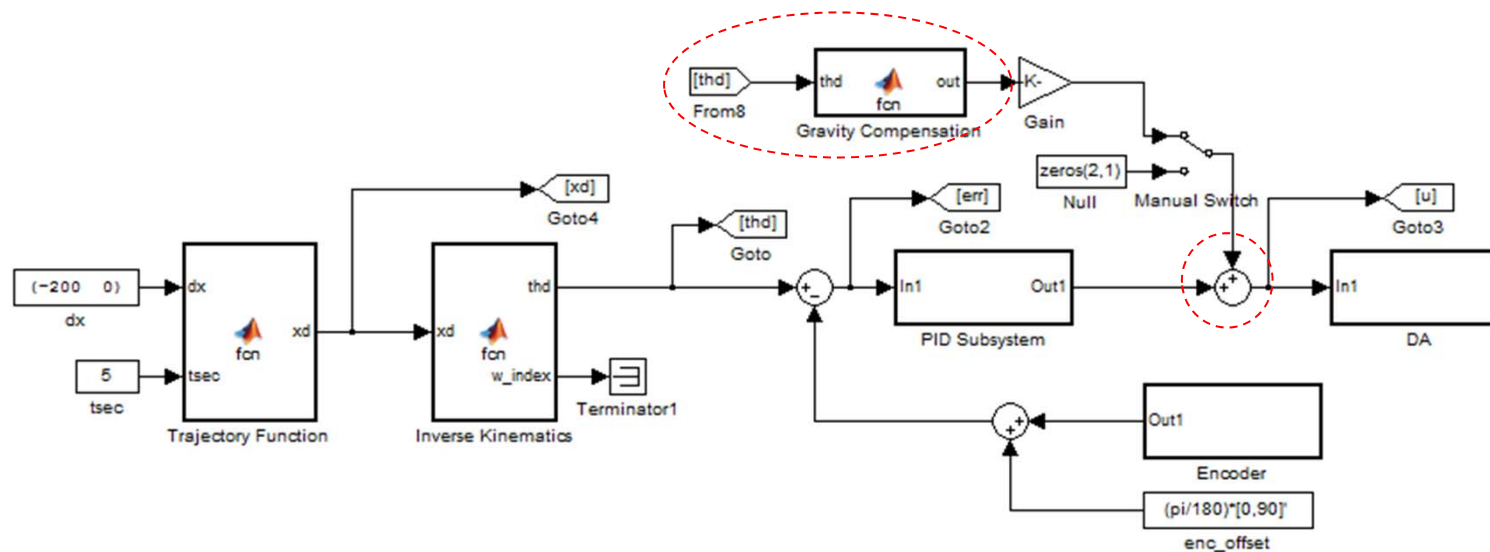 [thd]
From8
thd
fcn
out
Gravity Compensation
K-
Gain
zeros(2,1)
Null
Manual Switch
[xd]
Goto4
[thd]
Goto
[err]
Goto2
[u]
Goto3
(-200 0)
dx
5
tsec
dx
tsec
fcn
xd
Trajectory Function
xd
fcn
thd
w_index
Inverse Kinematics
Terminator1
+
−
In1
Out1
PID Subsystem
+
+
In1
DA
+
+
Out1
Encoder
(pi/180)*[0,90]'
enc_offset